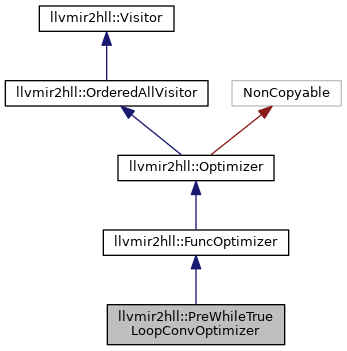 llvmir2hll::Visitor
llvmir2hll::OrderedAllVisitor
NonCopyable
llvmir2hll::Optimizer
llvmir2hll::FuncOptimizer
llvmir2hll::PreWhileTrue
LoopConvOptimizer